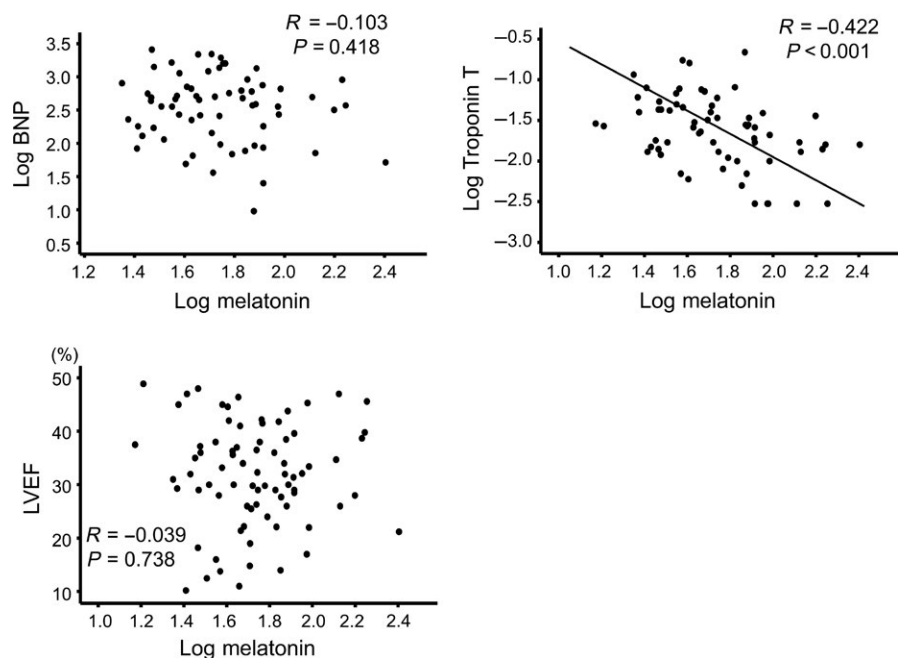 R = −0.103
P = 0.418
3.5
3.0
2.5
2.0
1.5
1.0
0.5
Log BNP
1.2 1.4 1.6 1.8 2.0 2.2 2.4
Log melatonin
R = −0.422
P < 0.001
−0.5
−1.0
−1.5
−2.0
−2.5
−3.0
Log Troponin T
1.0 1.2 1.4 1.6 1.8 2.0 2.2 2.4
Log melatonin
(%)
50
40
30
20
10
LVEF
R = −0.039
P = 0.738
1.0 1.2 1.4 1.6 1.8 2.0 2.2 2.4
Log melatonin